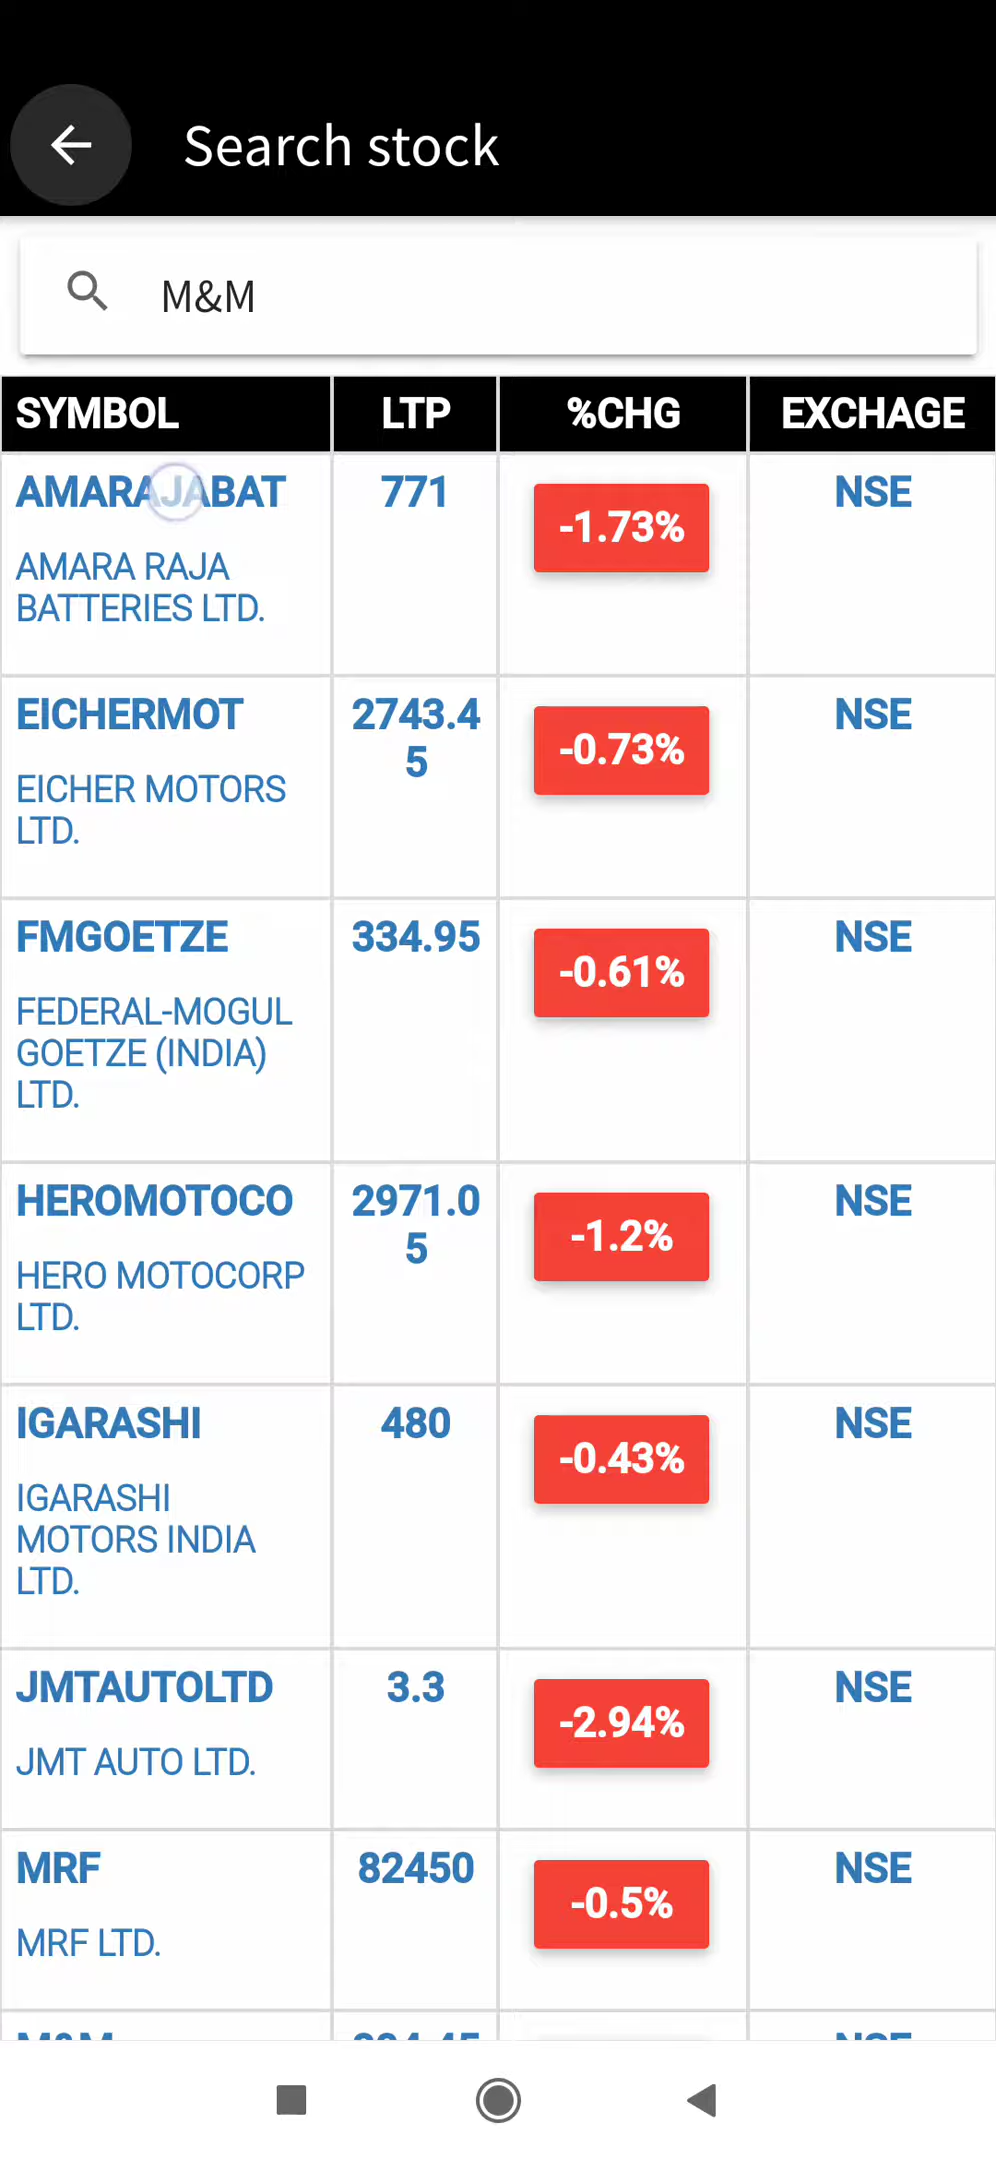 Search stock
M&M
SYMBOL LTP %CHG EXCHAGE
AMARAJABAT 771 -1.73% NSE
AMARA RAJA
BATTERIES LTD.
EICHERMOT 2743.4 -0.73% NSE
5
EICHER MOTORS
LTD.
FMGOETZE 334.95 -0.61% NSE
FEDERAL-MOGUL
GOETZE (INDIA)
LTD.
HEROMOTOCO 2971.0 -1.2% NSE
5
HERO MOTOCORP
LTD.
IGARASHI 480 -0.43% NSE
IGARASHI
MOTORS INDIA
LTD.
JMTAUTOLTD 3.3 -2.94% NSE
JMT AUTO LTD.
MRF 82450 -0.5% NSE
MRF LTD.
M&M NSE